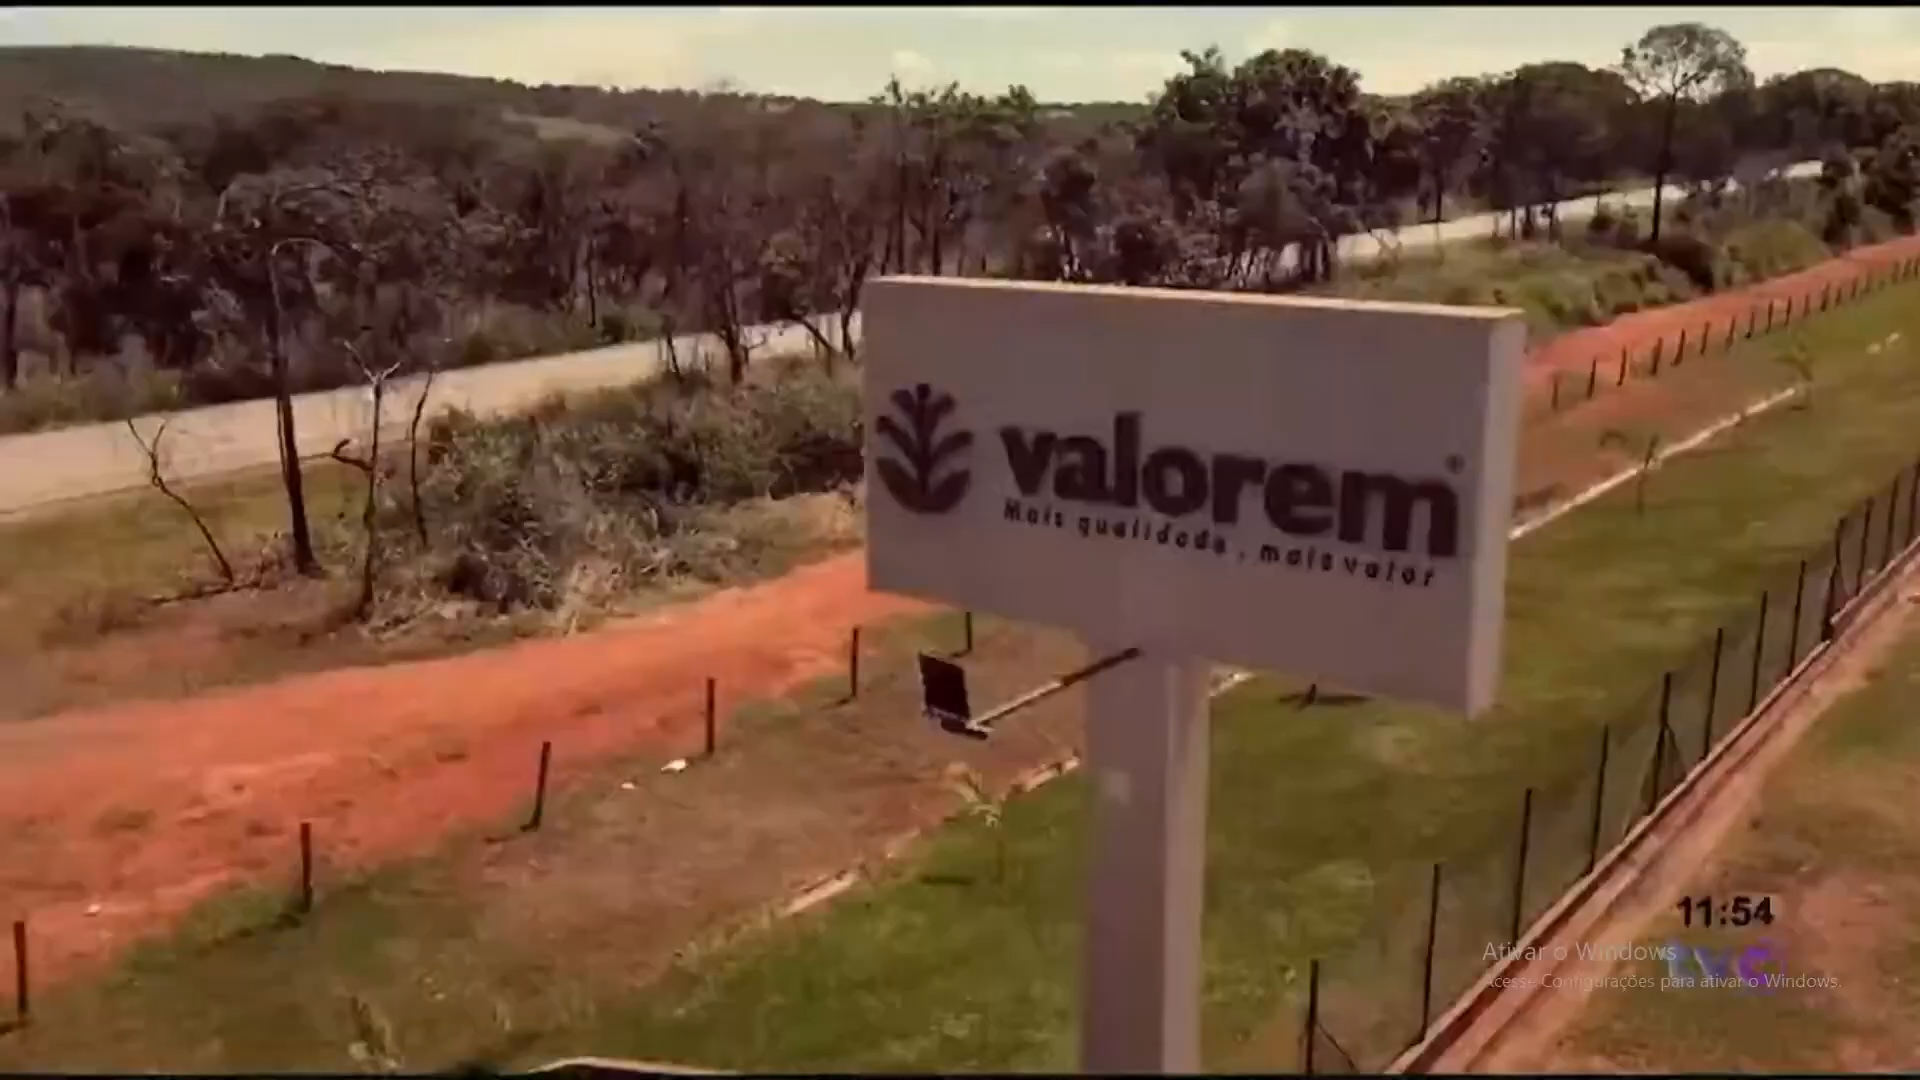 valorem
Mais qualidade, mais valor
11:54
Ativar o Windows
Acesse Configurações para ativar o Windows.